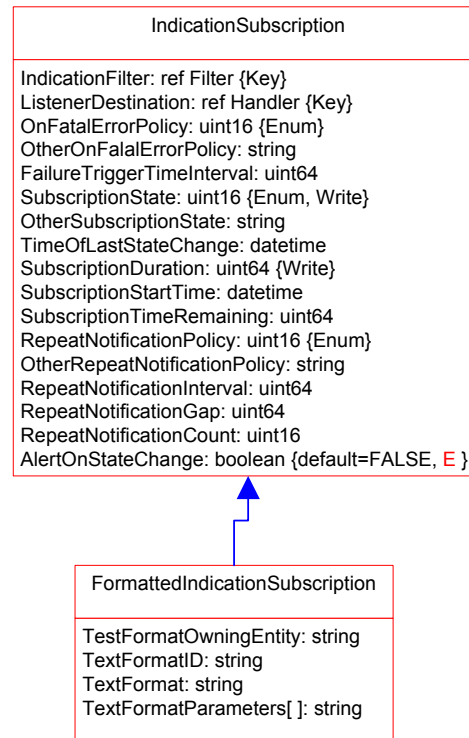 IndicationSubscription
IndicationFilter: ref Filter {Key}
ListenerDestination: ref Handler {Key}
OnFatalErrorPolicy: uint16 {Enum}
OtherOnFalalErrorPolicy: string
FailureTriggerTimeInterval: uint64
SubscriptionState: uint16 {Enum, Write}
OtherSubscriptionState: string
TimeOfLastStateChange: datetime
SubscriptionDuration: uint64 {Write}
SubscriptionStartTime: datetime
SubscriptionTimeRemaining: uint64
RepeatNotificationPolicy: uint16 {Enum}
OtherRepeatNotificationPolicy: string
RepeatNotificationInterval: uint64
RepeatNotificationGap: uint64
RepeatNotificationCount: uint16
AlertOnStateChange: boolean {default=FALSE, E }
FormattedIndicationSubscription
TestFormatOwningEntity: string
TextFormatID: string
TextFormat: string
TextFormatParameters[ ]: string